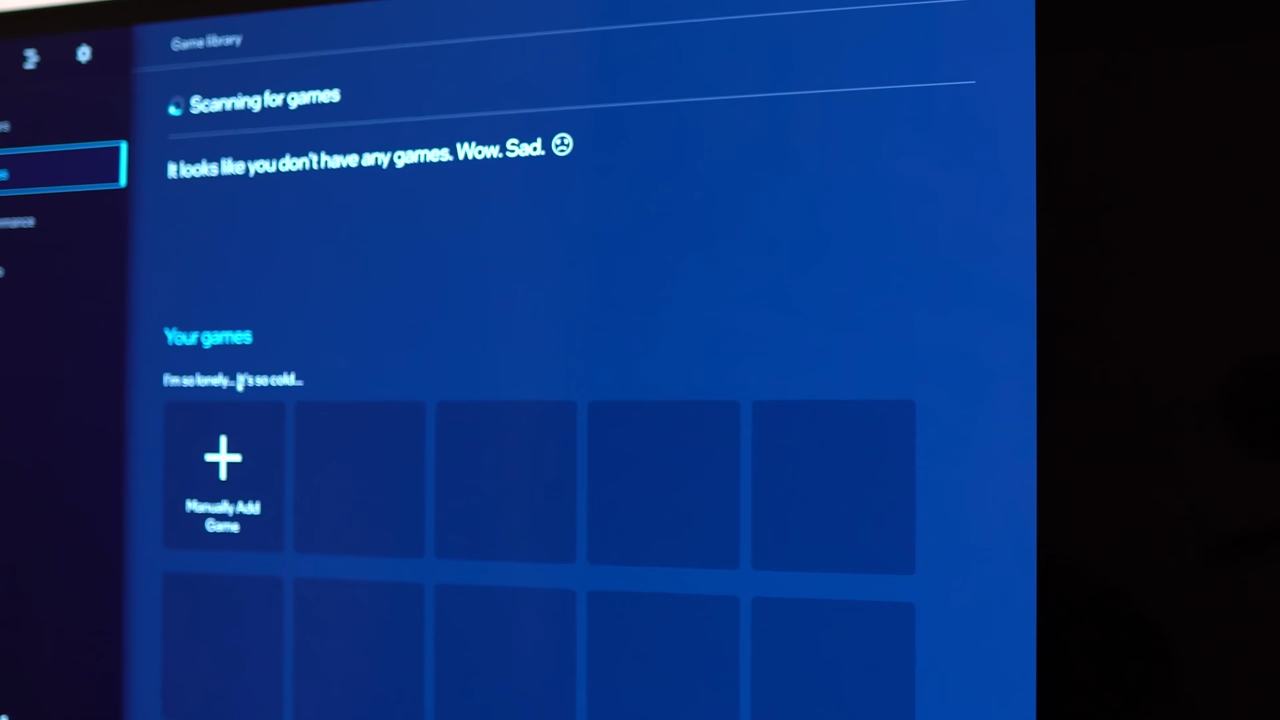 Game library
Scanning for games
It looks like you don't have any games. Wow. Sad.
Your games
I'm so lonely... It's so cold...
Manually Add
Game